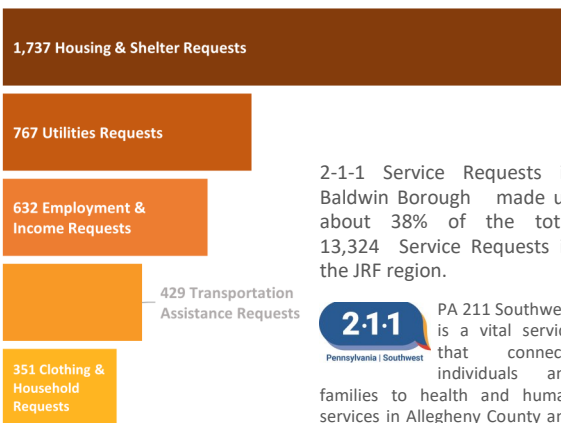 1,737 Housing & Shelter Requests
767 Utilities Requests
632 Employment &
Income Requests
429 Transportation
Assistance Requests
351 Clothing &
Household
Requests
2-1-1 Service Requests
Baldwin Borough made
about 38% of the
13,324 Service Requests
the JRF region.
2·1·1
Pennsylvania | Southwest
PA 211
is a vital
that
individuals
families to health and
services in Allegheny County